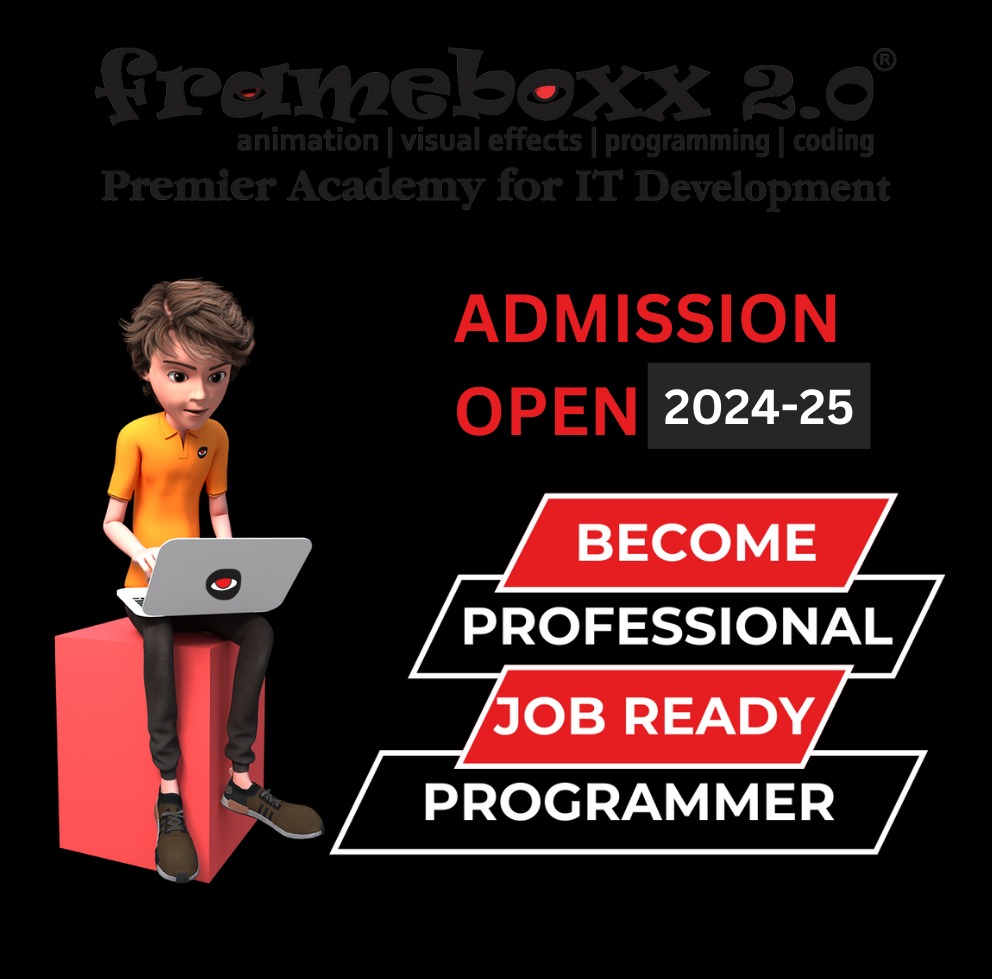 frameboxx 2.0®
animation | visual effects | programming | coding
Premier Academy for IT Development
ADMISSION
OPEN 2024-25
BECOME
PROFESSIONAL
JOB READY
PROGRAMMER